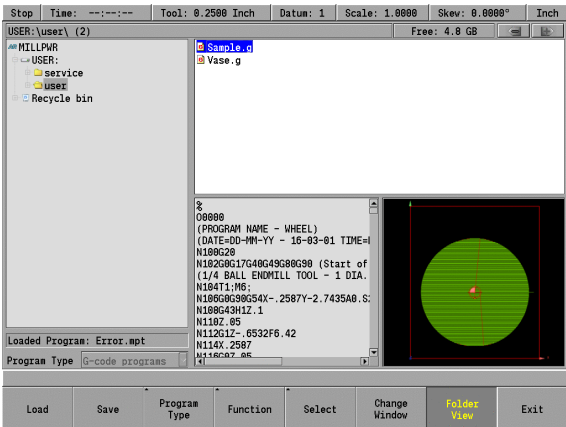 Stop Time: --:--:-- Tool: 0.2500 Inch Datum: 1 Scale: 1.0000 Skew: 0.0000° Inch
USER:\user\ (2) Free: 4.8 GB
MILLPWR
USER:
service
user
Recycle bin
Sample.g
Vase.g
%
O0000
(PROGRAM NAME - WHEEL)
(DATE=DD-MM-YY - 16-03-01 TIME=
N100G20
N102G0G17G40G49G80G90 (Start of
(1/4 BALL ENDMILL TOOL - 1 DIA.
N104T1;M6;
N106G0G90G54X-.2587Y-2.7435A0.S
N108G43H1Z.1
N110Z.05
N112G1Z-.6532F6.42
N114X.2587
N116G0Z.05
Loaded Program: Error.mpt
Program Type G-code programs
Load Save Program Type Function Select Change Window Folder View Exit